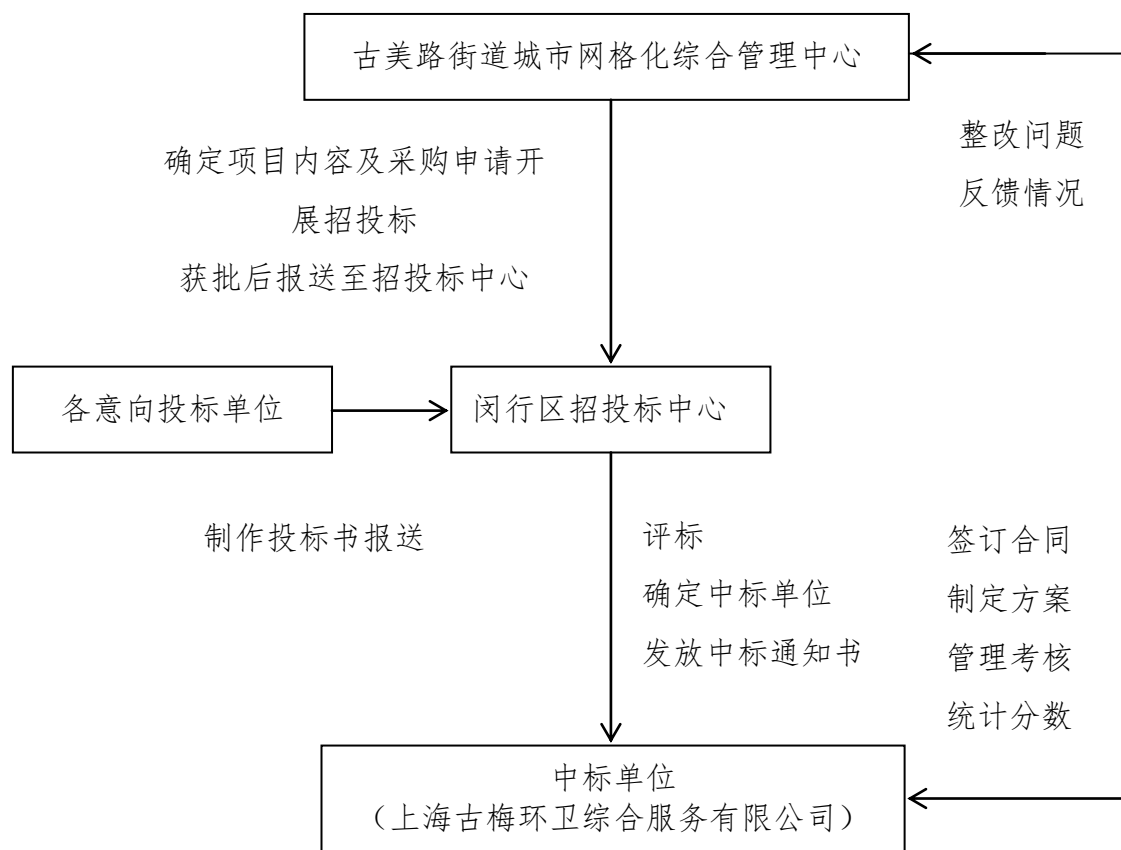 古美路街道城市网格化综合管理中心
整改问题
反馈情况
确定项目内容及采购申请开
展招投标
获批后报送至招投标中心
各意向投标单位
闵行区招投标中心
制作投标书报送
评标
确定中标单位
发放中标通知书
签订合同
制定方案
管理考核
统计分数
中标单位
（上海古梅环卫综合服务有限公司）